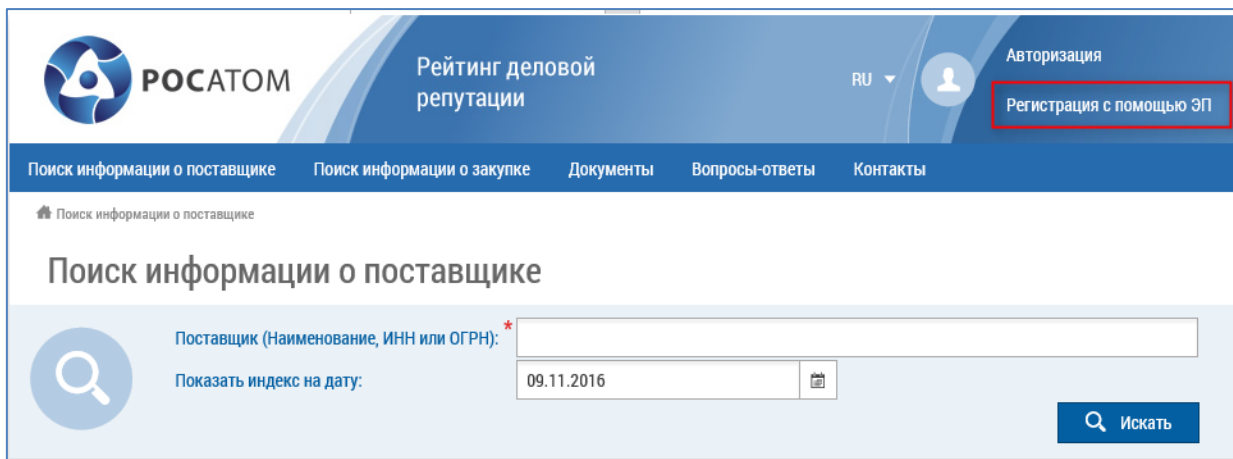 РОСАТОМ
Рейтинг деловой
репутации
RU
Авторизация
Регистрация с помощью ЭП
Поиск информации о поставщике Поиск информации о закупке Документы Вопросы-ответы Контакты
Поиск информации о поставщике
Поиск информации о поставщике
Поставщик (Наименование, ИНН или ОГРН): *
Показать индекс на дату: 09.11.2016
Искать